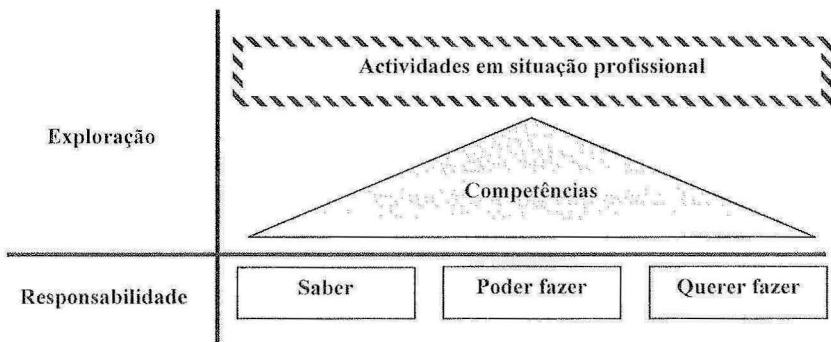 Actividades em situação profissional
Exploração
Competências
Responsabilidade
Saber
Poder fazer
Querer fazer